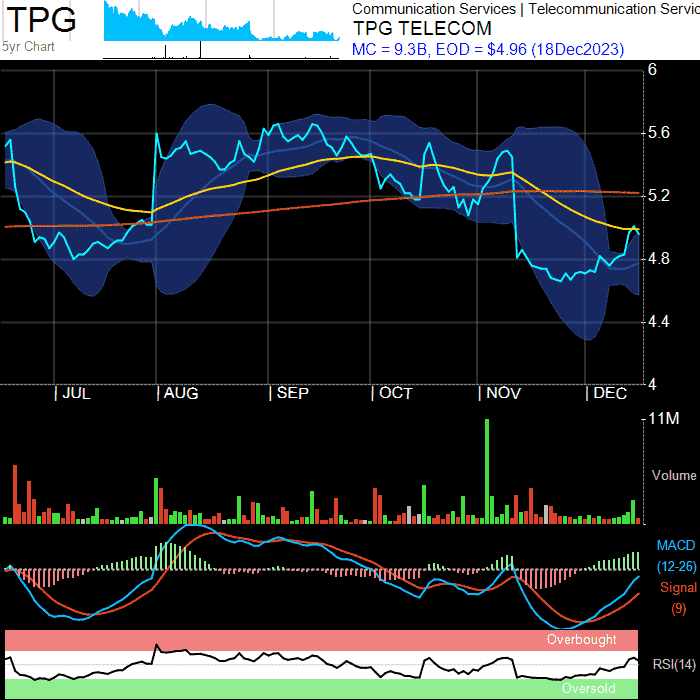 TPG
5yr Chart
Communication Services | Telecommunication Servic
TPG TELECOM
MC = 9.3B, EOD = $4.96 (18Dec2023)
6
5.6
5.2
4.8
4.4
4
JUL AUG SEP OCT NOV DEC
11M
Volume
MACD
(12-26)
Signal
(9)
Overbought
RSI(14)
Oversold